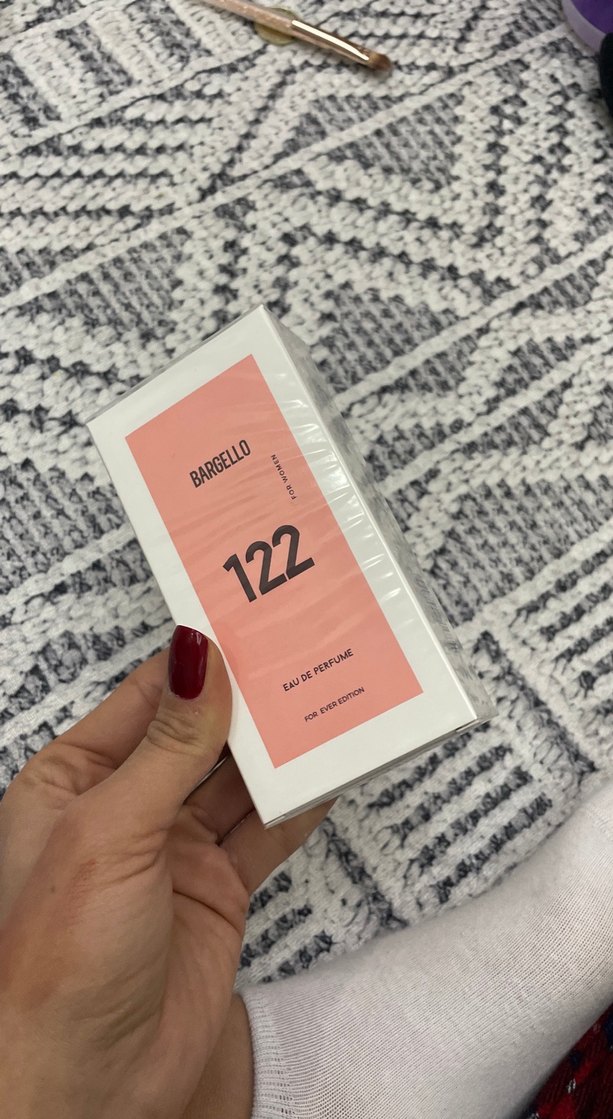 BARGELLO
FOR WOMEN
122
EAU DE PERFUME
FOR EVER EDITION